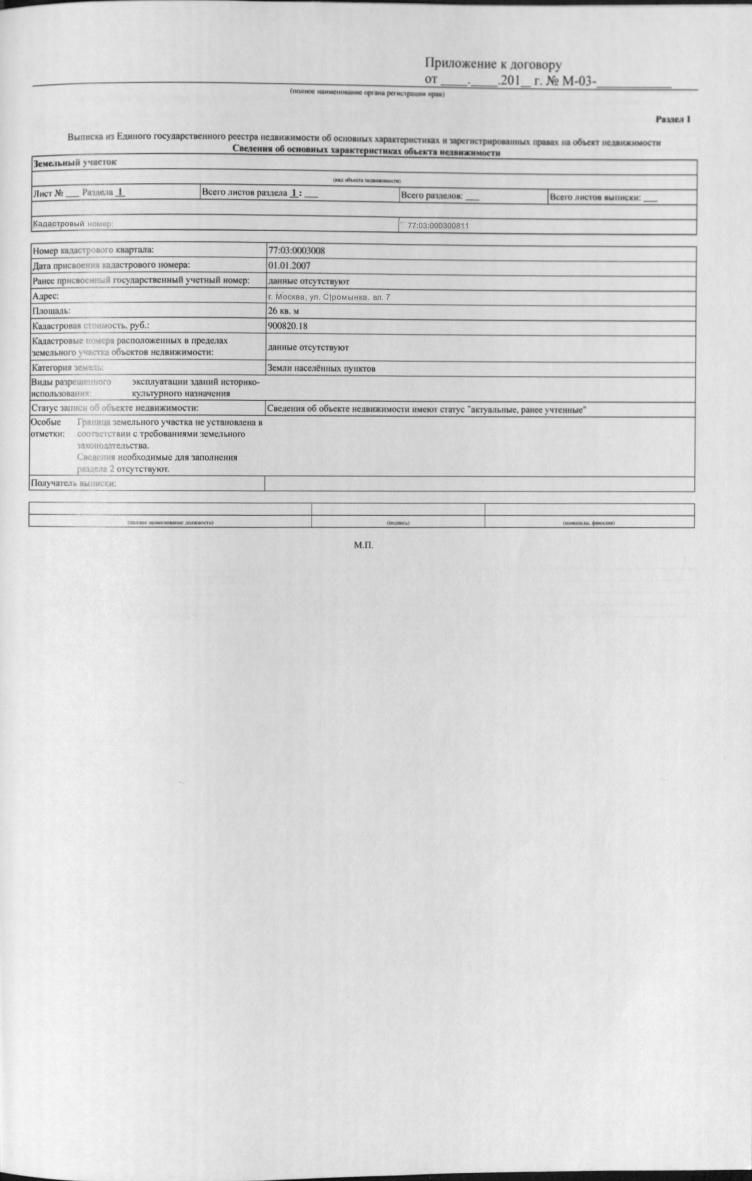 Приложение к договору
от ____.____.201__ г. № М-03-__________
(полное наименование органа регистрации прав)
Раздел 1
Выписка из Единого государственного реестра недвижимости об основных характеристиках и зарегистрированных правах на объект недвижимости
Сведения об основных характеристиках объекта недвижимости
Земельный участок
(вид объекта недвижимости)
Лист № ___ Раздела 1 Всего листов раздела 1 : ___ Всего разделов: ___ Всего листов выписки: ___
Кадастровый номер: 77:03:000300811
Номер кадастрового квартала: 77:03:0003008
Дата присвоения кадастрового номера: 01.01.2007
Ранее присвоенный государственный учетный номер: данные отсутствуют
Адрес: г. Москва, ул. С|ромынка, вл. 7
Площадь: 26 кв. м
Кадастровая стоимость, руб.: 900820.18
Кадастровые номера расположенных в пределах
земельного участка объектов недвижимости: данные отсутствуют
Категория земель: Земли населённых пунктов
Виды разрешенного эксплуатации зданий историко-
использования: культурного назначения
Статус записи об объекте недвижимости: Сведения об объекте недвижимости имеют статус "актуальные, ранее учтенные"
Особые Граница земельного участка не установлена в
отметки: соответствии с требованиями земельного
законодательства.
Сведения необходимые для заполнения
раздела 2 отсутствуют.
Получатель выписки:
(полное наименование должности) (подпись) (инициалы, фамилия)
М.П.